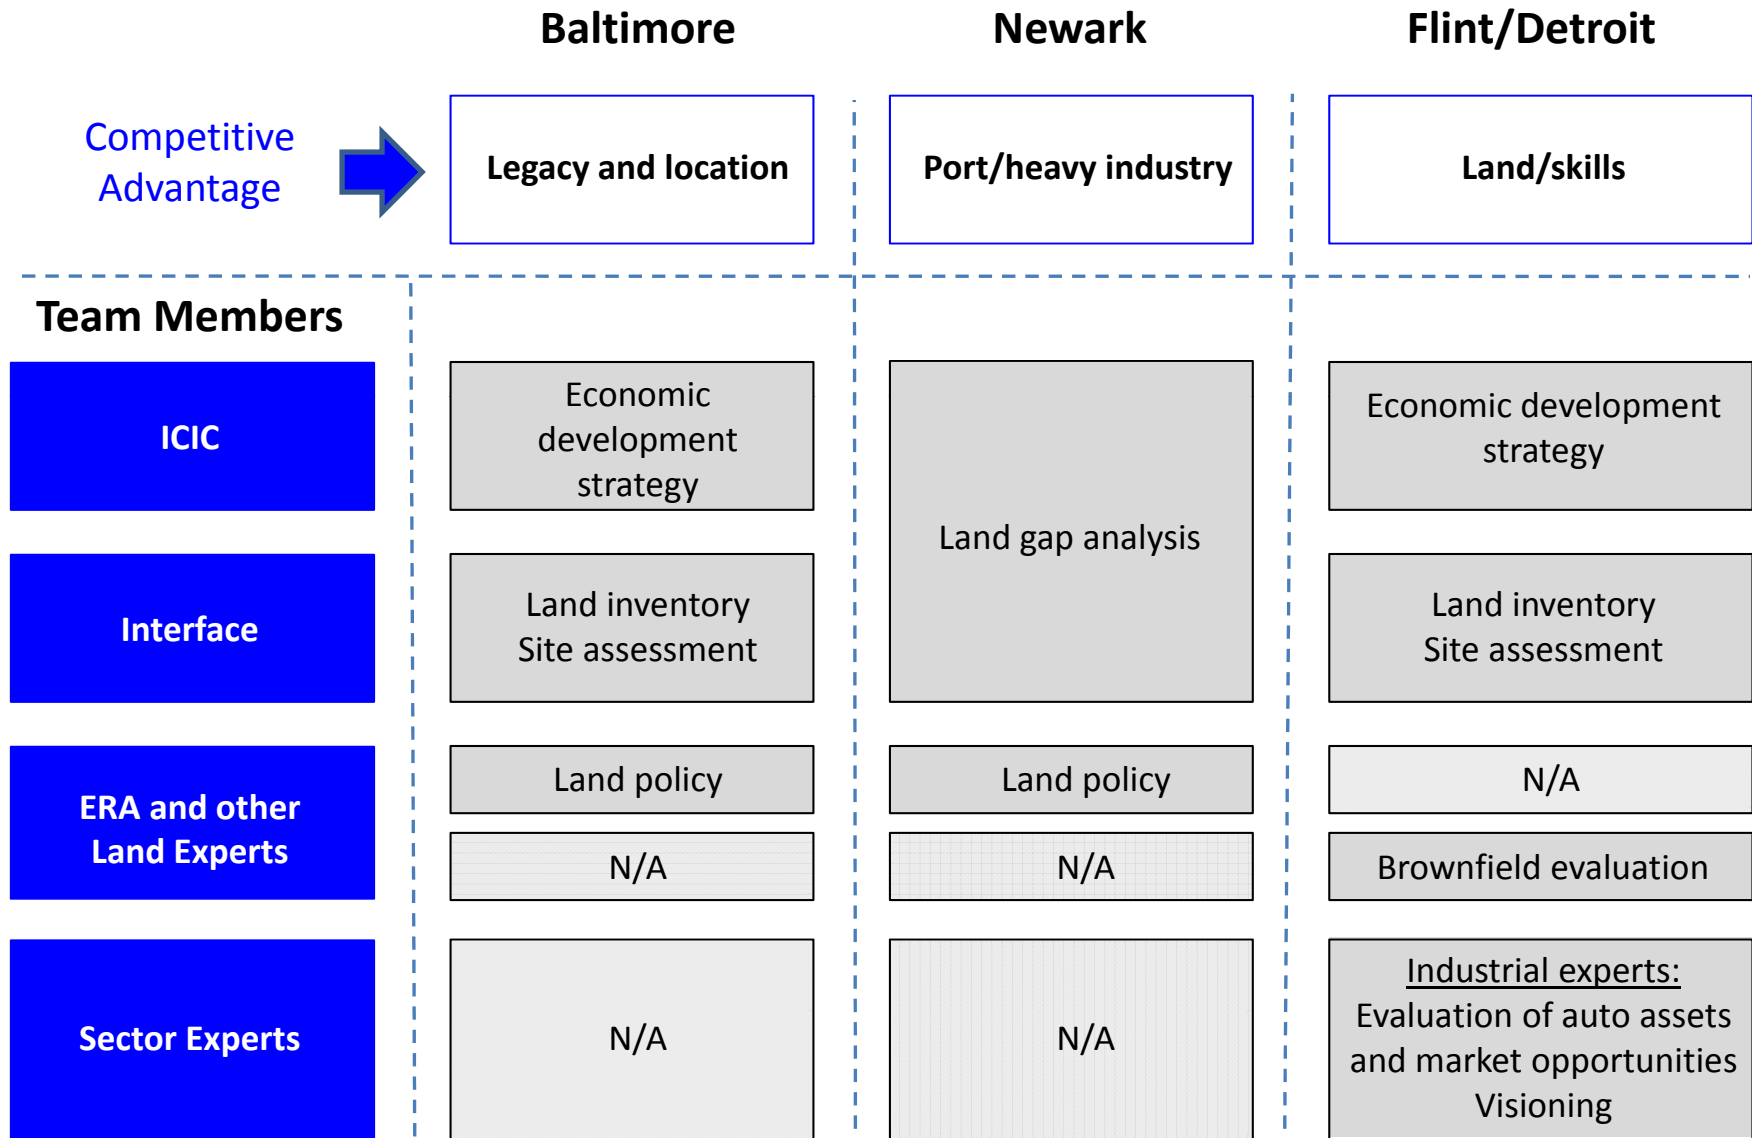 Baltimore
Newark
Flint/Detroit
Competitive
Advantage
Legacy and location
Port/heavy industry
Land/skills
Team Members
ICIC
Economic
development
strategy
Land gap analysis
Economic development
strategy
Interface
Land inventory
Site assessment
Land inventory
Site assessment
ERA and other
Land Experts
Land policy
Land policy
N/A
N/A
N/A
Brownfield evaluation
Sector Experts
N/A
N/A
Industrial experts:
Evaluation of auto assets
and market opportunities
Visioning